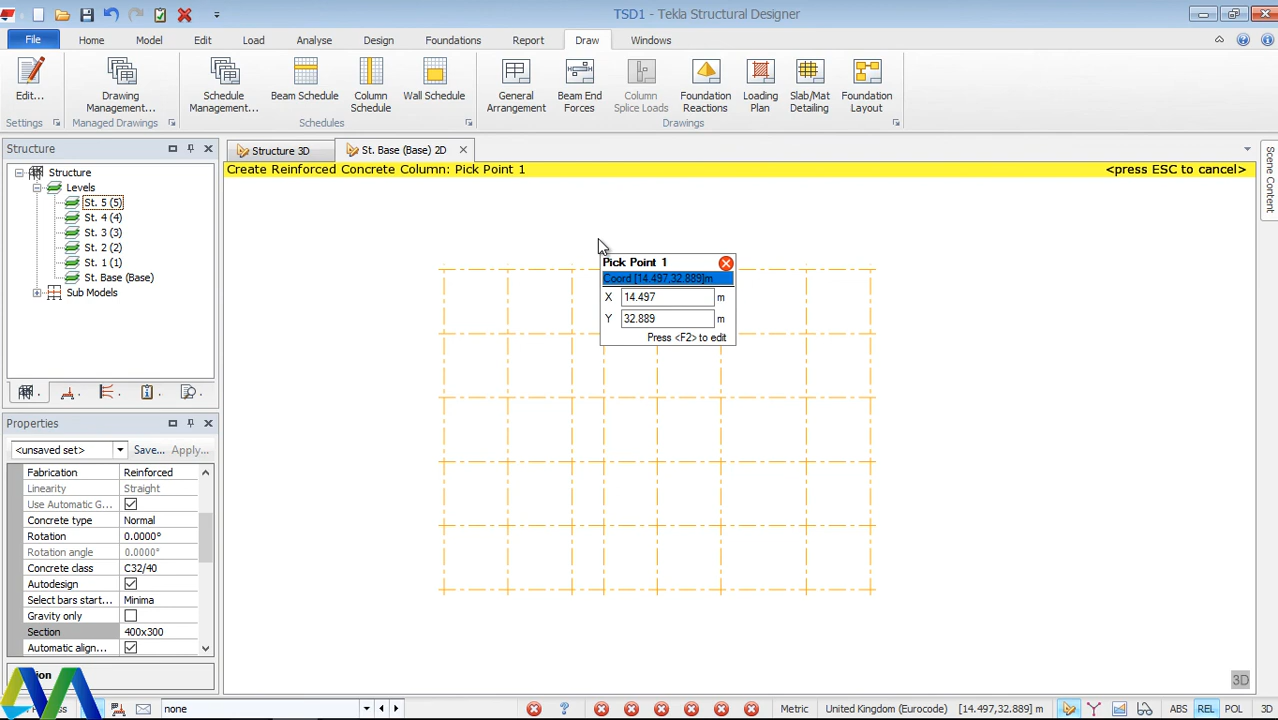 TSD1 - Tekla Structural Designer
File Home Model Edit Load Analyse Design Foundations Report Draw Windows
Edit... Drawing Management... Schedule Management... Beam Schedule Column Schedule Wall Schedule General Arrangement Beam End Forces Column Splice Loads Foundation Reactions Loading Plan Slab/Mat Detailing Foundation Layout
Settings Managed Drawings Schedules Drawings
Structure
Structure 3D St. Base (Base) 2D
Create Reinforced Concrete Column: Pick Point 1 <press ESC to cancel>
Structure
Levels
St. 5 (5)
St. 4 (4)
St. 3 (3)
St. 2 (2)
St. 1 (1)
St. Base (Base)
Sub Models
Scene Content
Pick Point 1
Coord [14.497,32.889]m
X 14.497 m
Y 32.889 m
Press <F2> to edit
Properties
<unsaved set> Save... Apply...
Fabrication Reinforced
Linearity Straight
Use Automatic G...
Concrete type Normal
Rotation 0.0000°
Rotation angle 0.0000°
Concrete class C32/40
Autodesign
Select bars start... Minima
Gravity only
Section 400x300
Automatic align...
3D
none Metric United Kingdom (Eurocode) [14.497,32.889]m ABS REL POL 3D